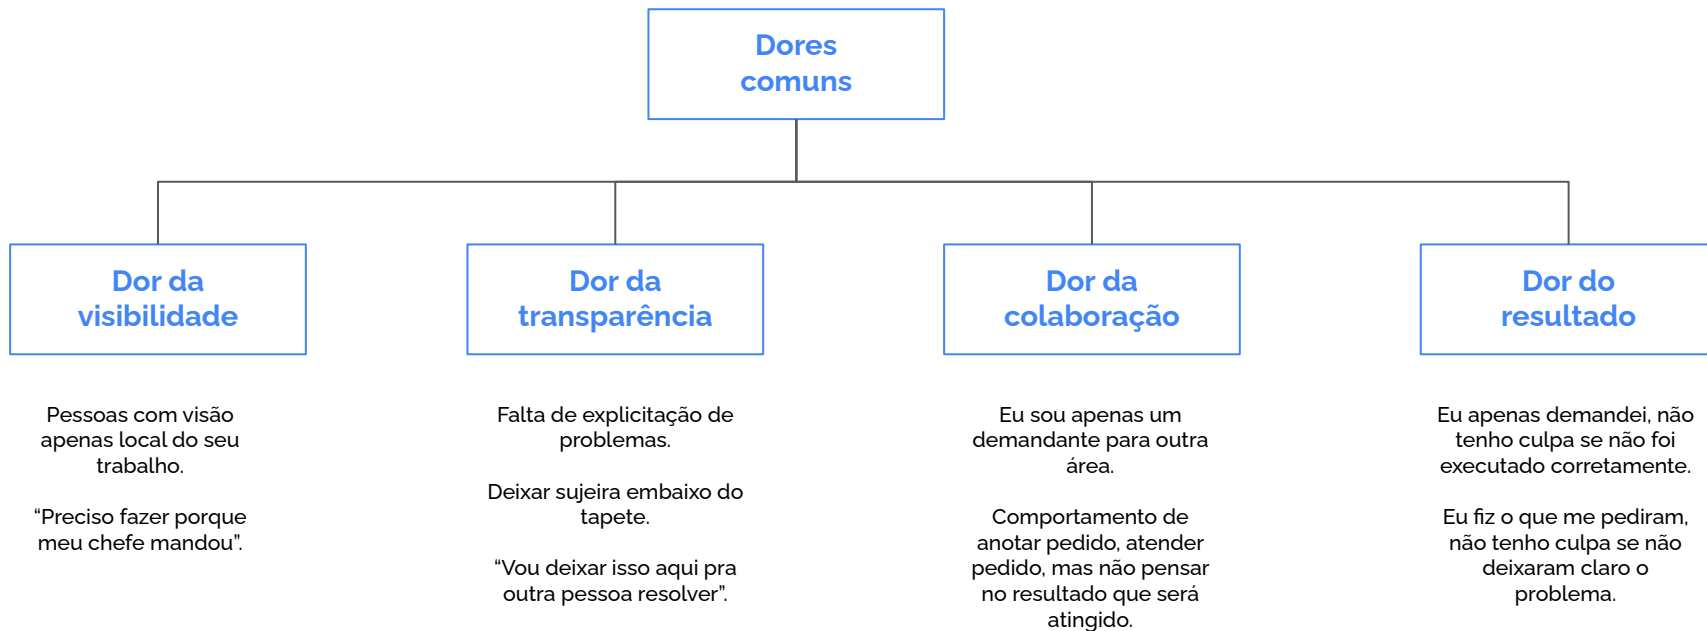 Dores
comuns
Dor da
visibilidade
Pessoas com visão
apenas local do seu
trabalho.
“Preciso fazer porque
meu chefe mandou”.
Dor da
transparência
Falta de explicitação de
problemas.
Deixar sujeira embaixo do
tapete.
“Vou deixar isso aqui pra
outra pessoa resolver”.
Dor da
colaboração
Eu sou apenas um
demandante para outra
área.
Comportamento de
anotar pedido, atender
pedido, mas não pensar
no resultado que será
atingido.
Dor do
resultado
Eu apenas demandei, não
tenho culpa se não foi
executado corretamente.
Eu fiz o que me pediram,
não tenho culpa se não
deixaram claro o
problema.